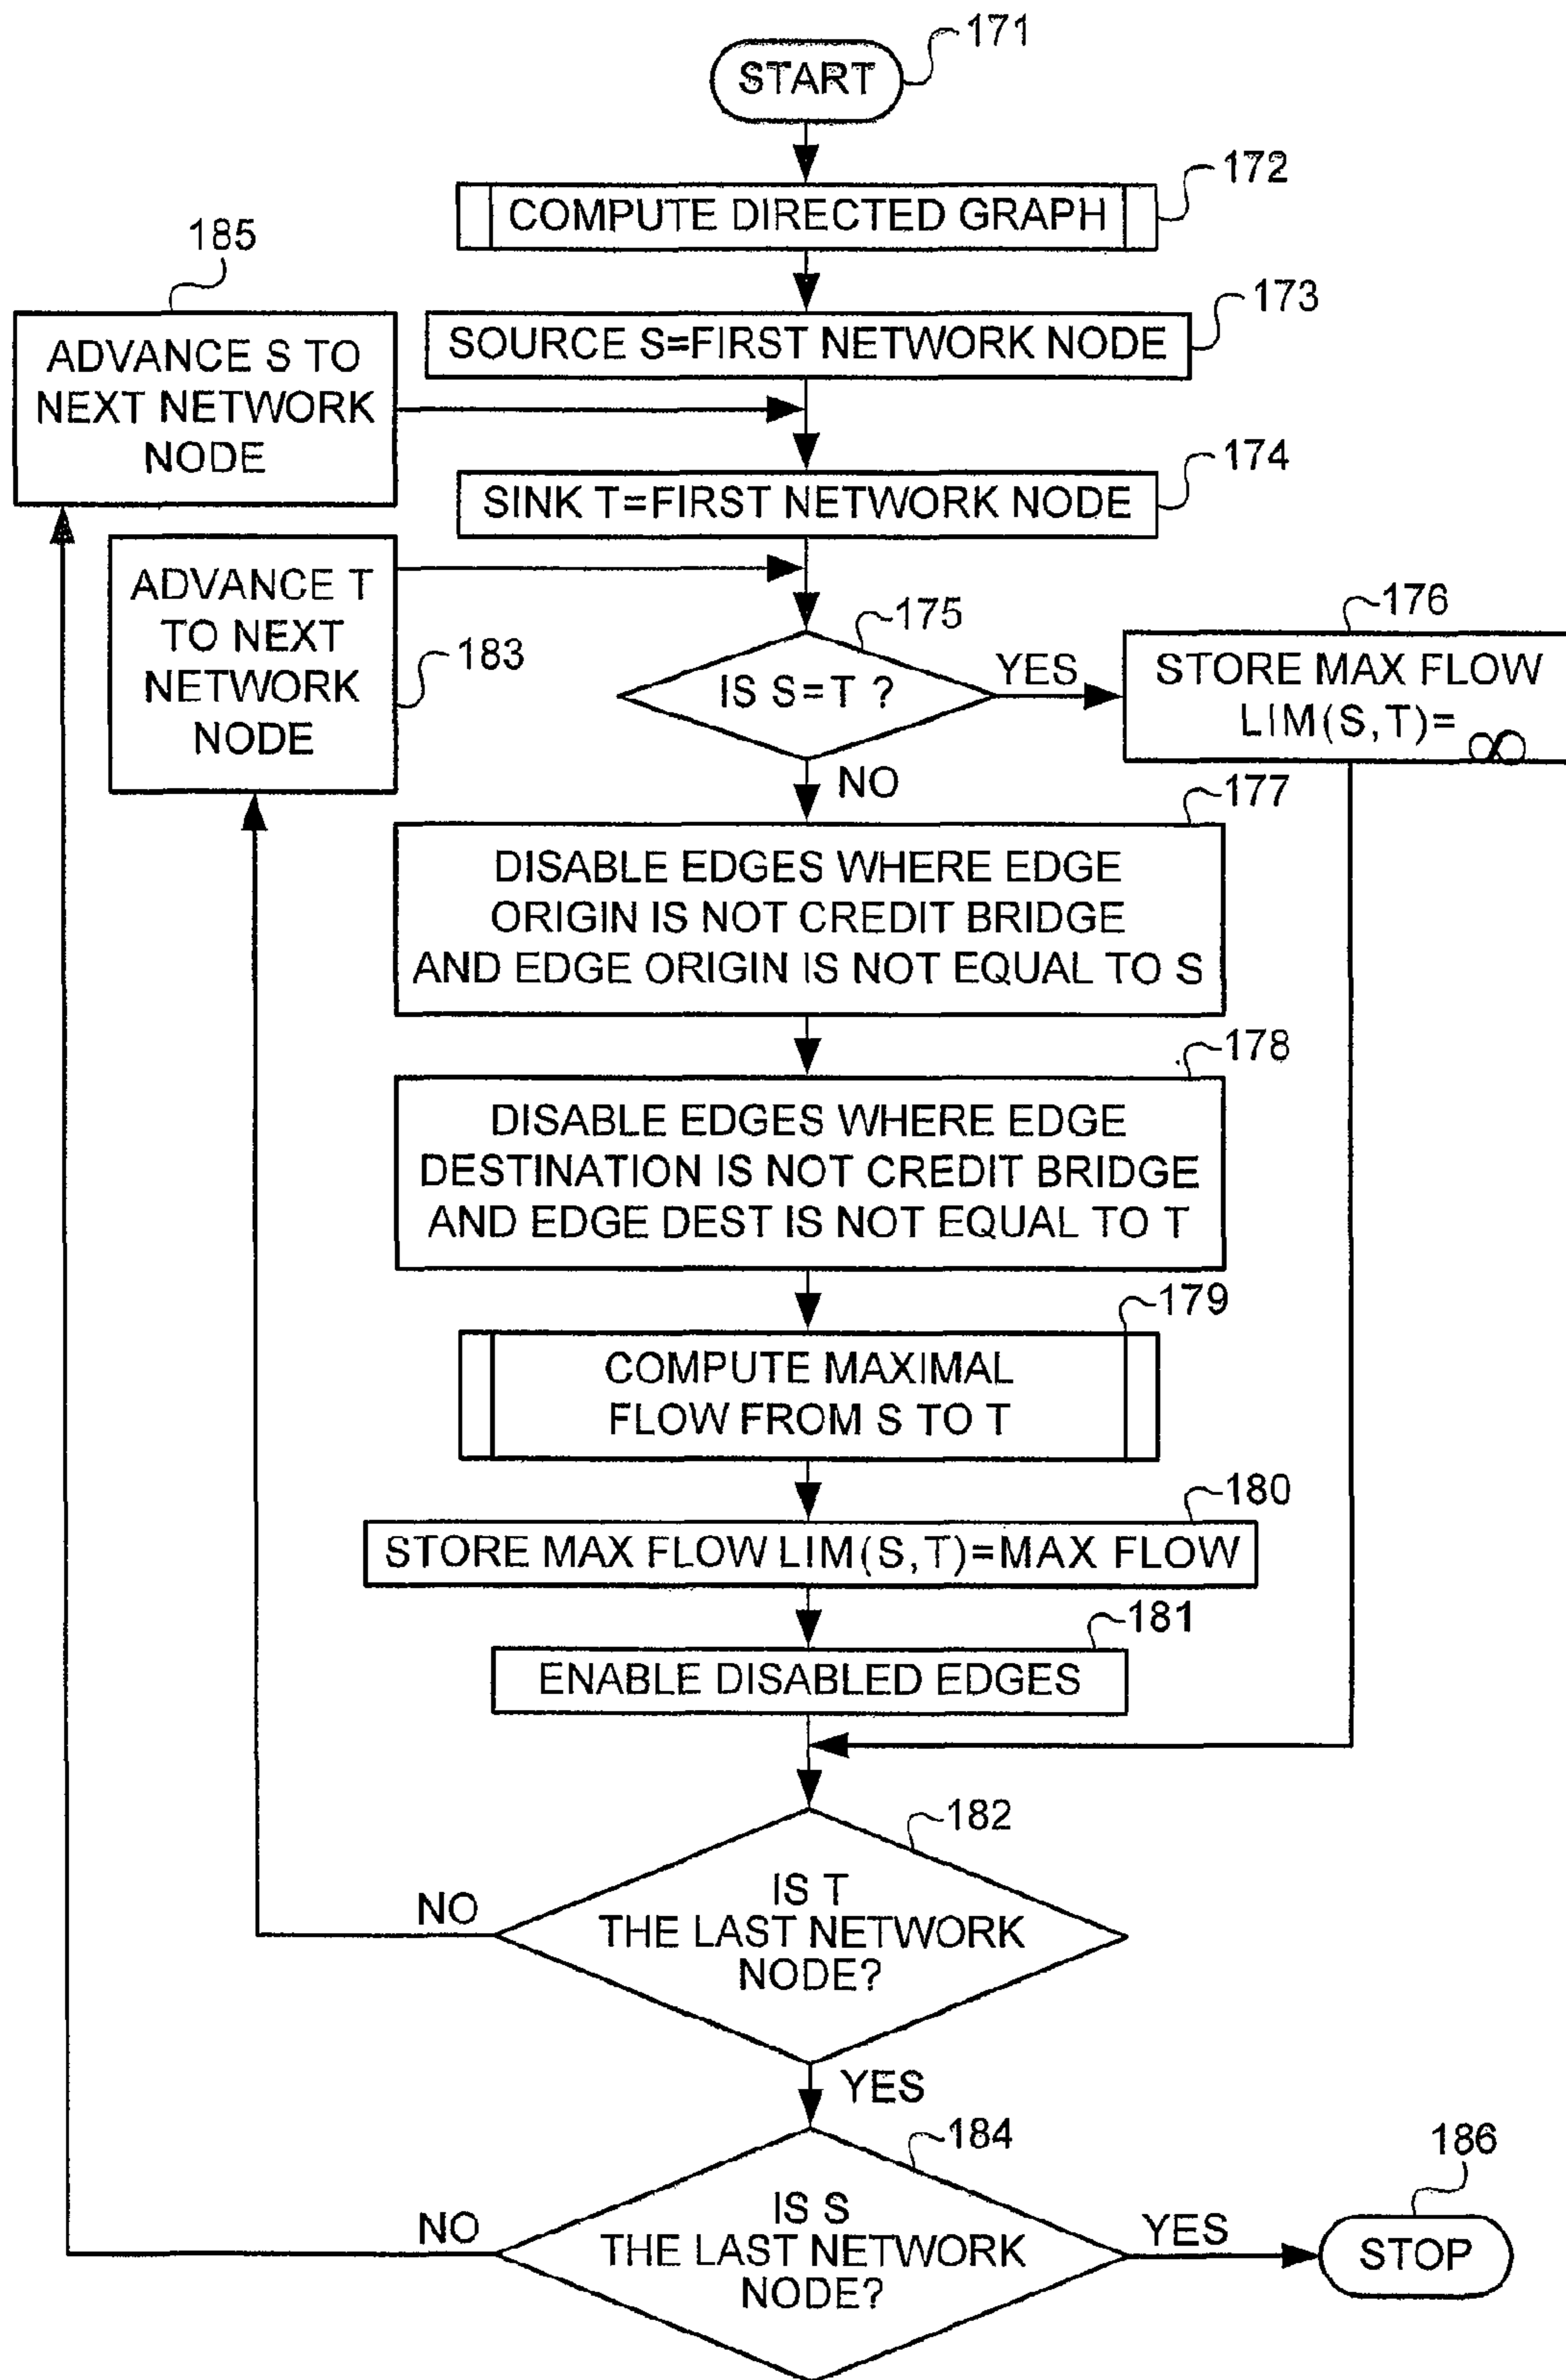 171
START
172
COMPUTE DIRECTED GRAPH
185
173
ADVANCE S TO
NEXT NETWORK
NODE
SOURCE S=FIRST NETWORK NODE
174
SINK T=FIRST NETWORK NODE
ADVANCE T
TO NEXT
NETWORK
NODE
183
175
IS S=T ?
YES
176
STORE MAX FLOW
LIM(S,T)= ∞
NO
177
DISABLE EDGES WHERE EDGE
ORIGIN IS NOT CREDIT BRIDGE
AND EDGE ORIGIN IS NOT EQUAL TO S
178
DISABLE EDGES WHERE EDGE
DESTINATION IS NOT CREDIT BRIDGE
AND EDGE DEST IS NOT EQUAL TO T
179
COMPUTE MAXIMAL
FLOW FROM S TO T
180
STORE MAX FLOW LIM(S,T)=MAX FLOW
181
ENABLE DISABLED EDGES
182
IS T
THE LAST NETWORK
NODE?
NO
YES
184
IS S
THE LAST NETWORK
NODE?
NO
YES
186
STOP